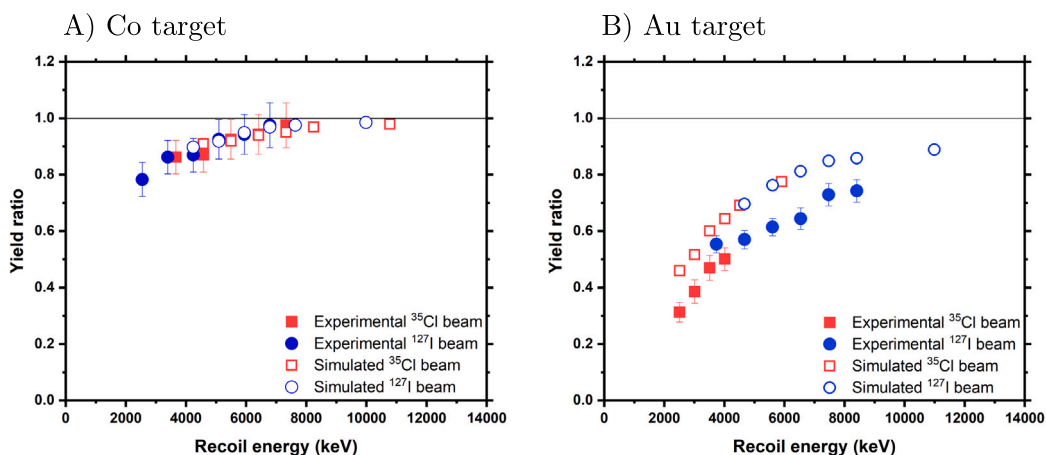 A) Co target
1.2
1.0
0.8
0.6
0.4
0.2
0.0
Yield ratio
Experimental ³⁵Cl beam
Experimental ¹²⁷I beam
Simulated ³⁵Cl beam
Simulated ¹²⁷I beam
0 2000 4000 6000 8000 10000 12000 14000
Recoil energy (keV)
B) Au target
1.2
1.0
0.8
0.6
0.4
0.2
0.0
Yield ratio
Experimental ³⁵Cl beam
Experimental ¹²⁷I beam
Simulated ³⁵Cl beam
Simulated ¹²⁷I beam
0 2000 4000 6000 8000 10000 12000 14000
Recoil energy (keV)